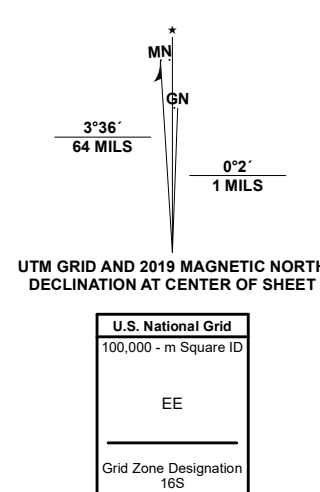 ★
MN
GN
3°36´
64 MILS
0°2´
1 MILS
UTM GRID AND 2019 MAGNETIC NORTH
DECLINATION AT CENTER OF SHEET
U.S. National Grid
100,000 - m Square ID
EE
Grid Zone Designation
16S